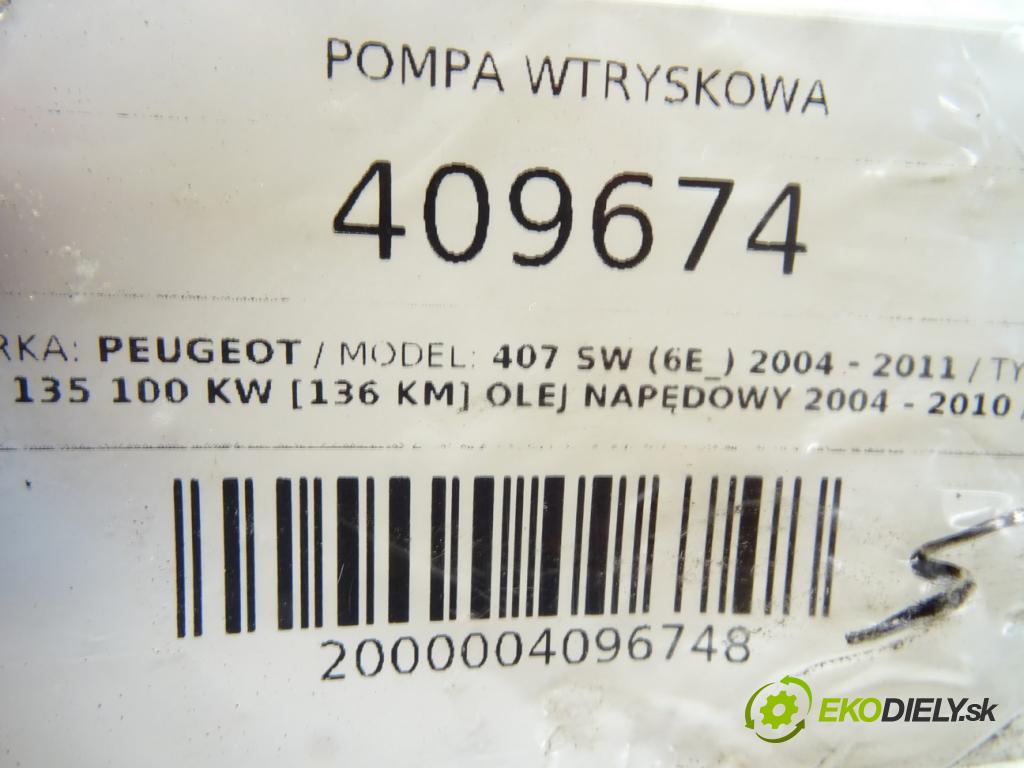 POMPA WTRYSKOWA
409674
RKA: PEUGEOT / MODEL: 407 SW (6E_) 2004 - 2011 / TY
135 100 KW [136 KM] OLEJ NAPĘDOWY 2004 - 2010 /
2000004096748
EKODIELY.sk